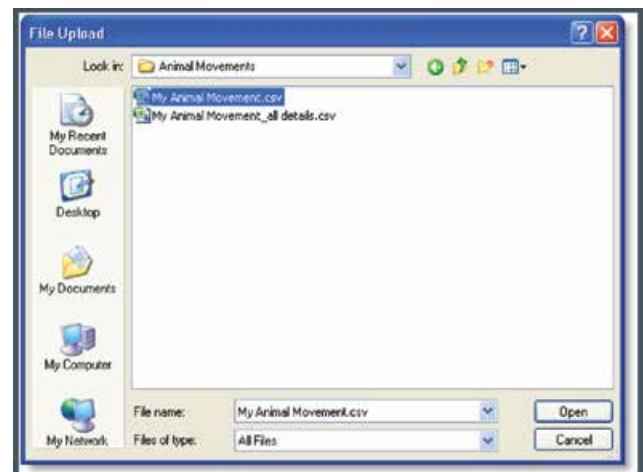 File Upload
Look in: Animal Movements
My Animal Movement.csv
My Animal Movement_all details.csv
My Recent
Documents
Desktop
My Documents
My Computer
My Network
File name: My Animal Movement.csv Open
Files of type: All Files Cancel